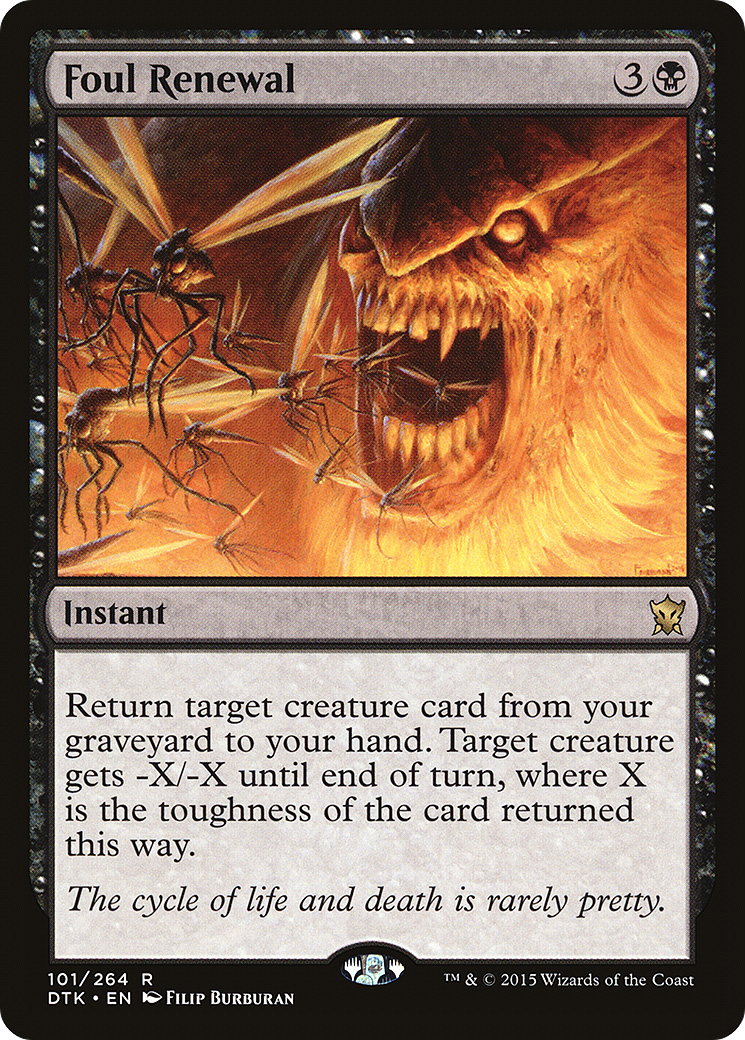 Foul Renewal 3
Instant
Return target creature card from your
graveyard to your hand. Target creature
gets -X/-X until end of turn, where X
is the toughness of the card returned
this way.
The cycle of life and death is rarely pretty.
101/264 R
DTK • EN Filip Burburan
™ & © 2015 Wizards of the Coast